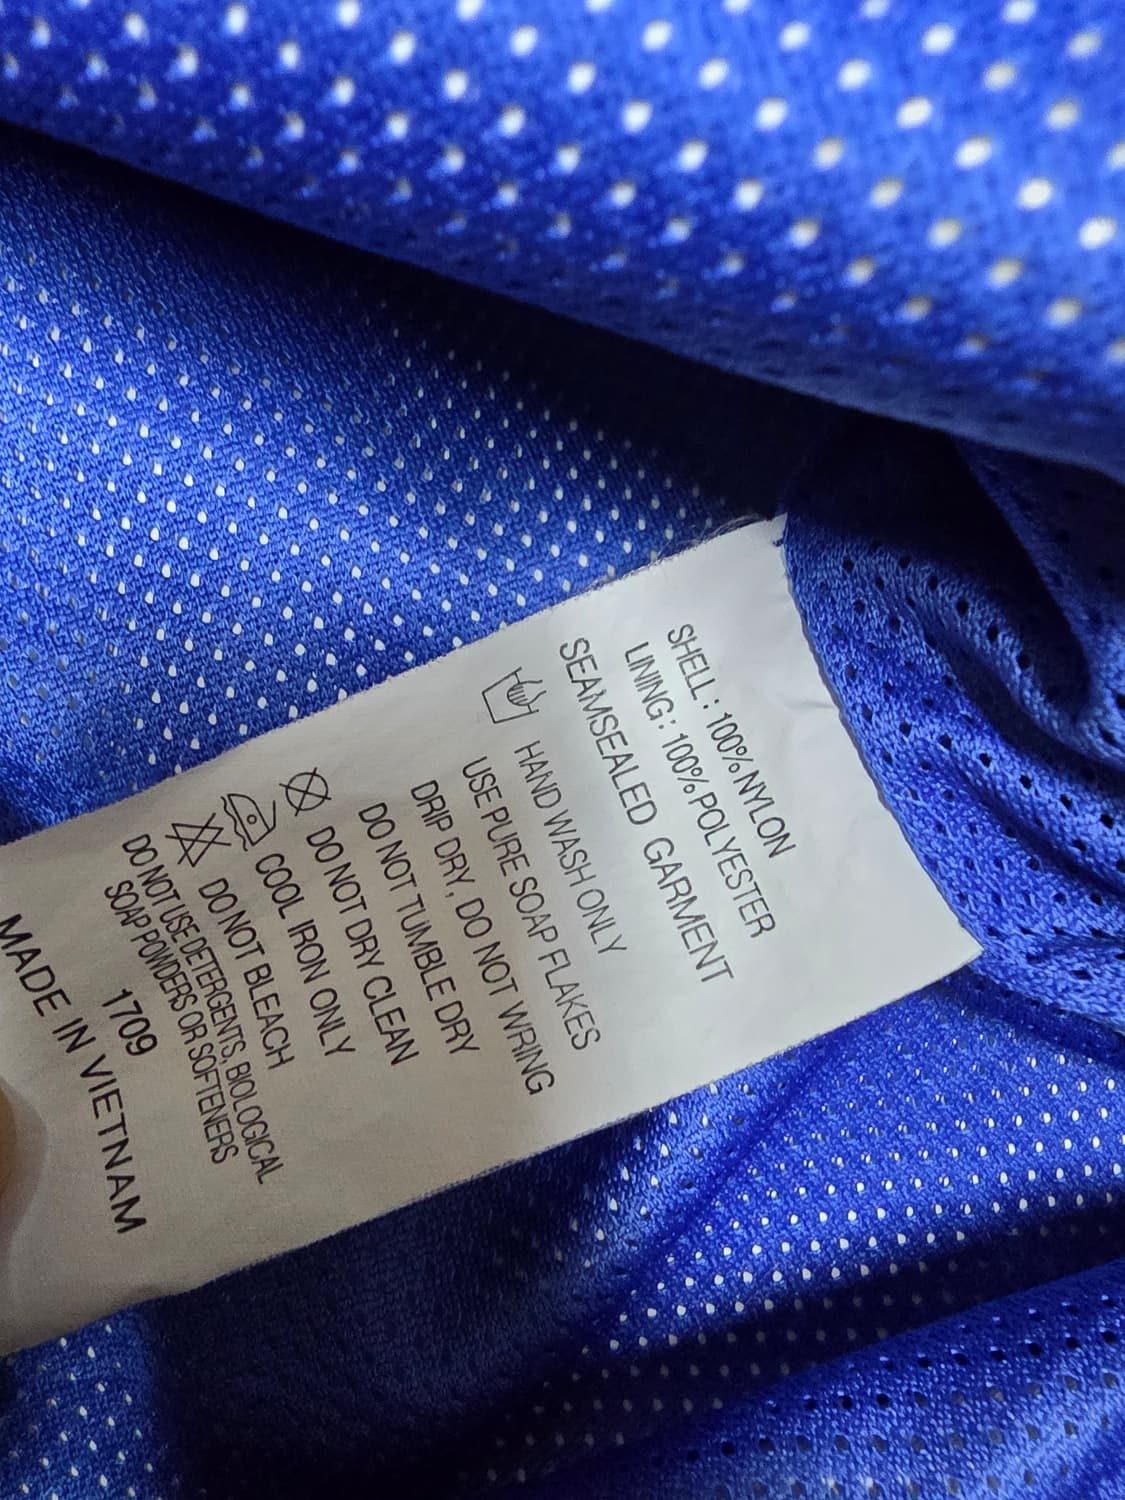 SHELL : 100% NYLON
LINING : 100% POLYESTER
SEAMSEALED GARMENT
HAND WASH ONLY
USE PURE SOAP FLAKES
DRIP DRY, DO NOT WRING
DO NOT TUMBLE DRY
DO NOT DRY CLEAN
COOL IRON ONLY
DO NOT BLEACH
DO NOT USE DETERGENTS, BIOLOGICAL
SOAP POWDERS OR SOFTENERS
1709
MADE IN VIETNAM